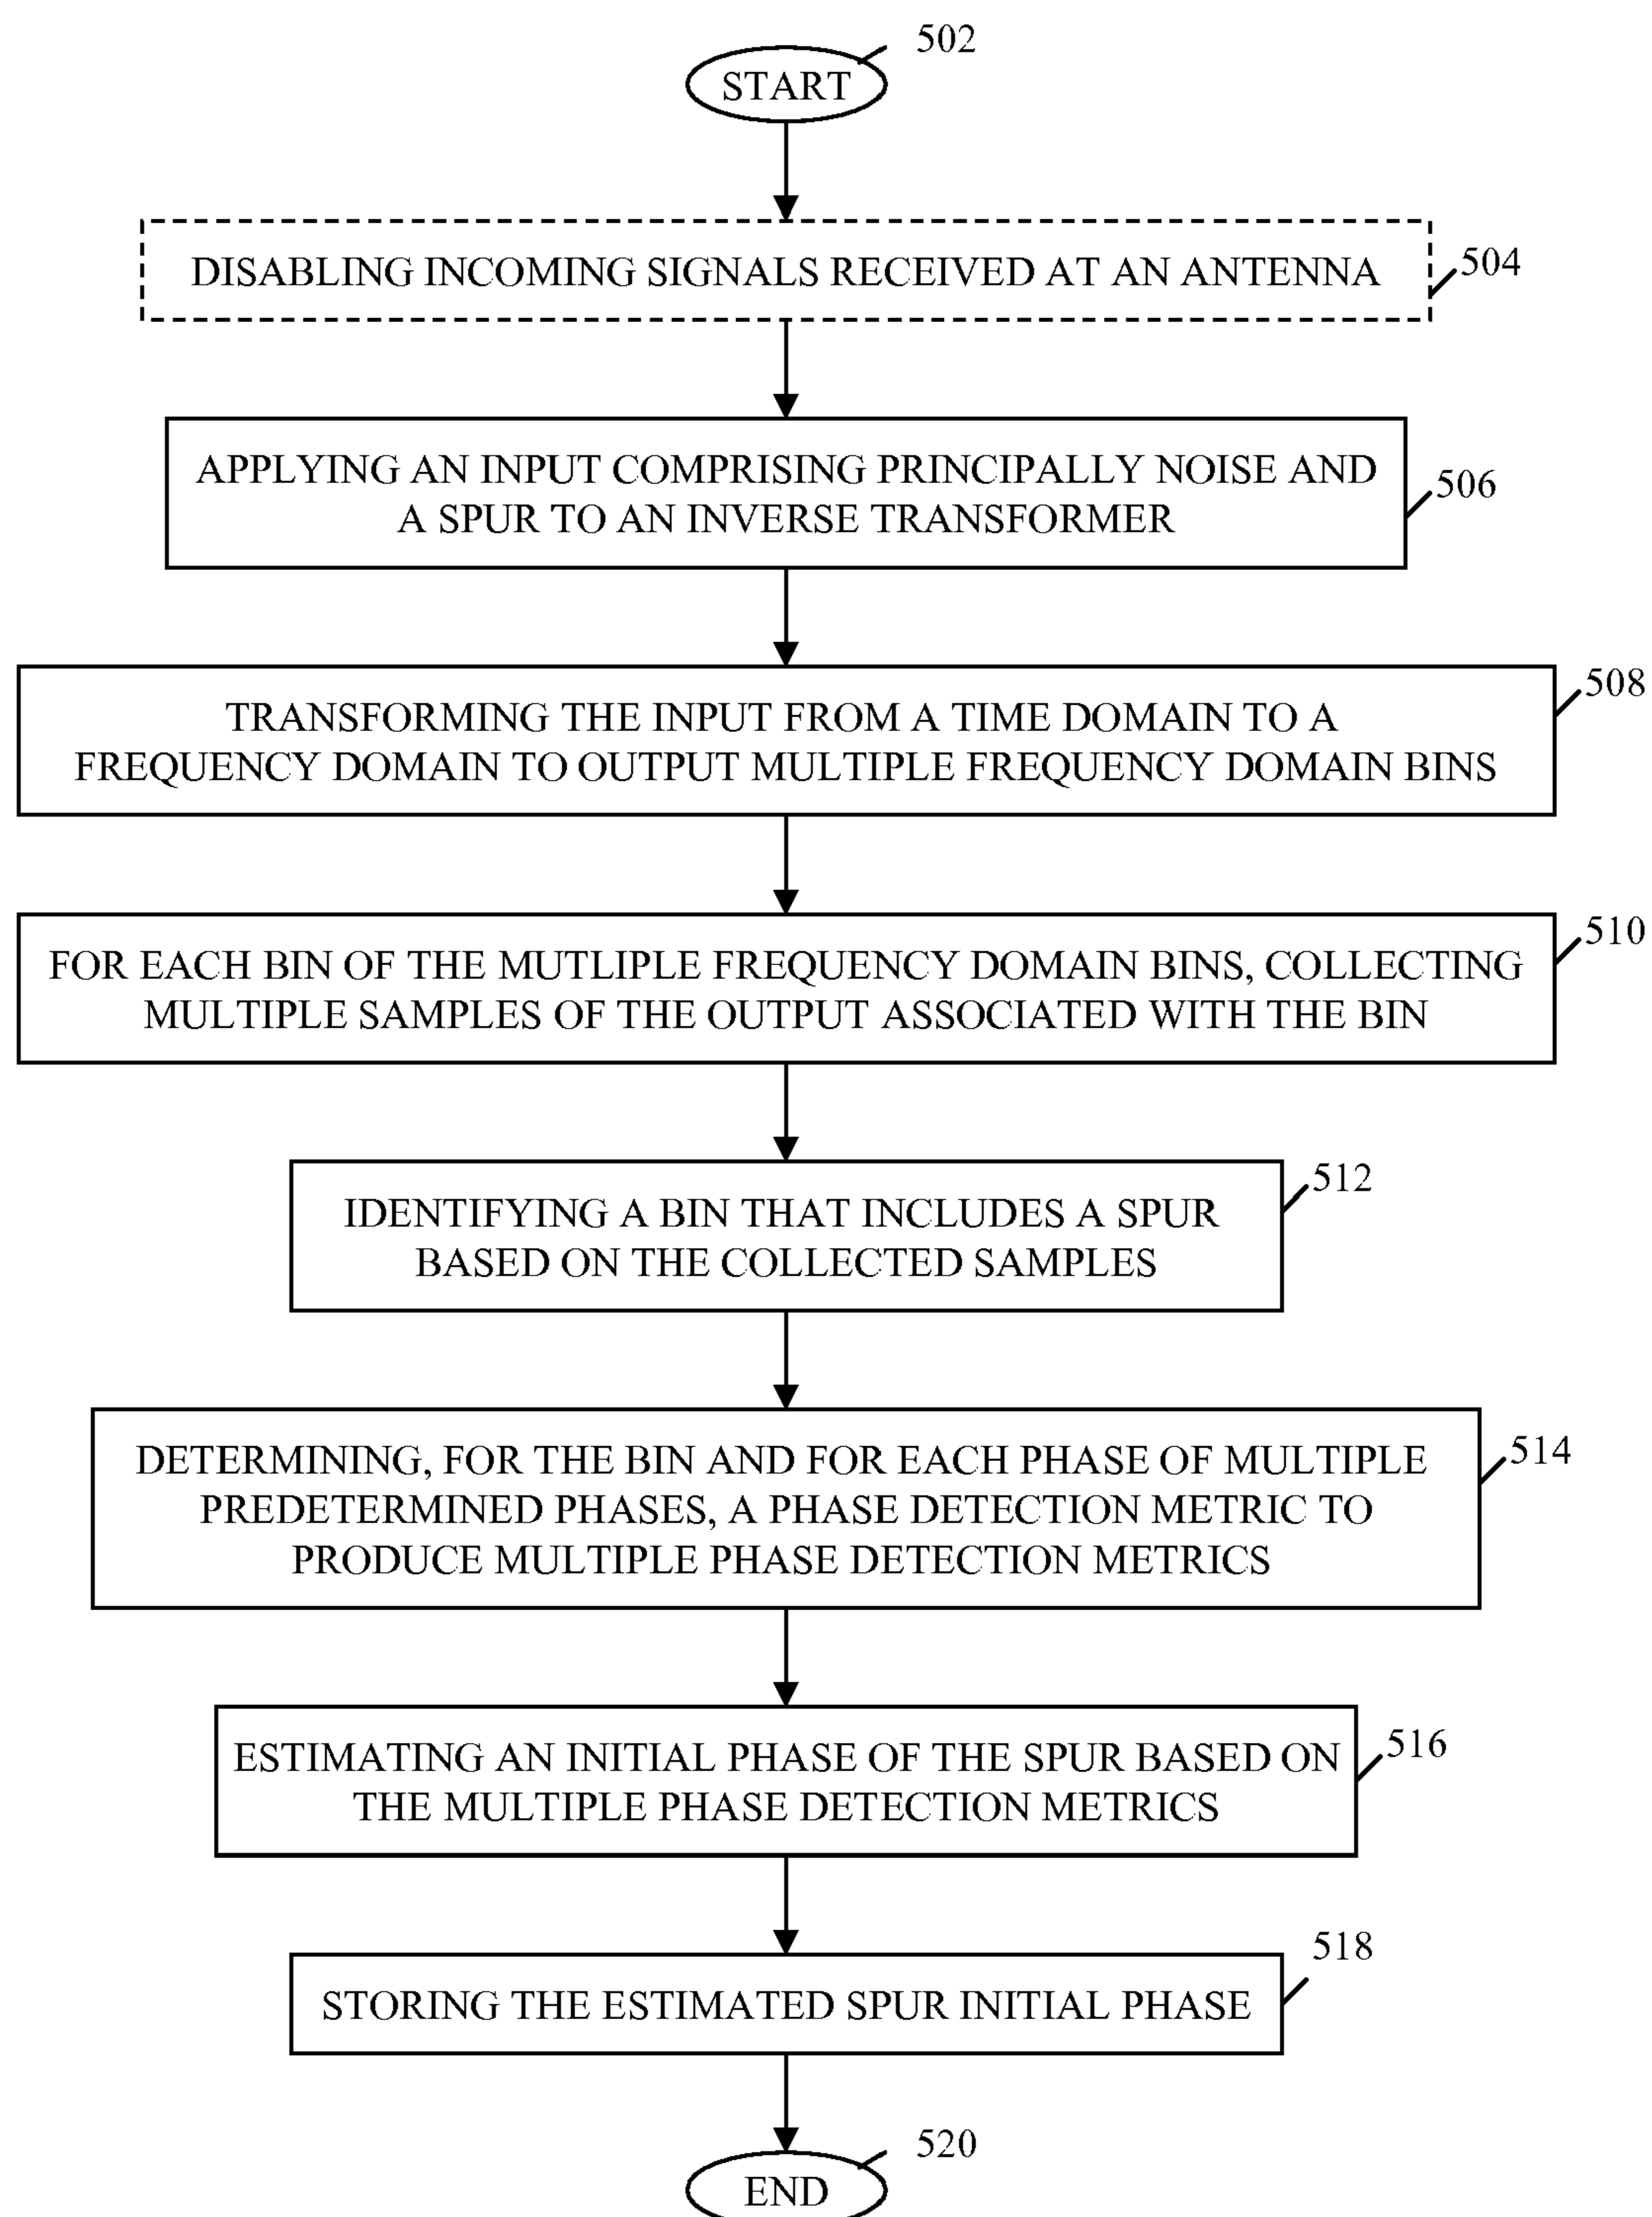 502
START
DISABLING INCOMING SIGNALS RECEIVED AT AN ANTENNA
504
APPLYING AN INPUT COMPRISING PRINCIPALLY NOISE AND
A SPUR TO AN INVERSE TRANSFORMER
506
TRANSFORMING THE INPUT FROM A TIME DOMAIN TO A
FREQUENCY DOMAIN TO OUTPUT MULTIPLE FREQUENCY DOMAIN BINS
508
FOR EACH BIN OF THE MUTLIPLE FREQUENCY DOMAIN BINS, COLLECTING
MULTIPLE SAMPLES OF THE OUTPUT ASSOCIATED WITH THE BIN
510
IDENTIFYING A BIN THAT INCLUDES A SPUR
BASED ON THE COLLECTED SAMPLES
512
DETERMINING, FOR THE BIN AND FOR EACH PHASE OF MULTIPLE
PREDETERMINED PHASES, A PHASE DETECTION METRIC TO
PRODUCE MULTIPLE PHASE DETECTION METRICS
514
ESTIMATING AN INITIAL PHASE OF THE SPUR BASED ON
THE MULTIPLE PHASE DETECTION METRICS
516
STORING THE ESTIMATED SPUR INITIAL PHASE
518
520
END